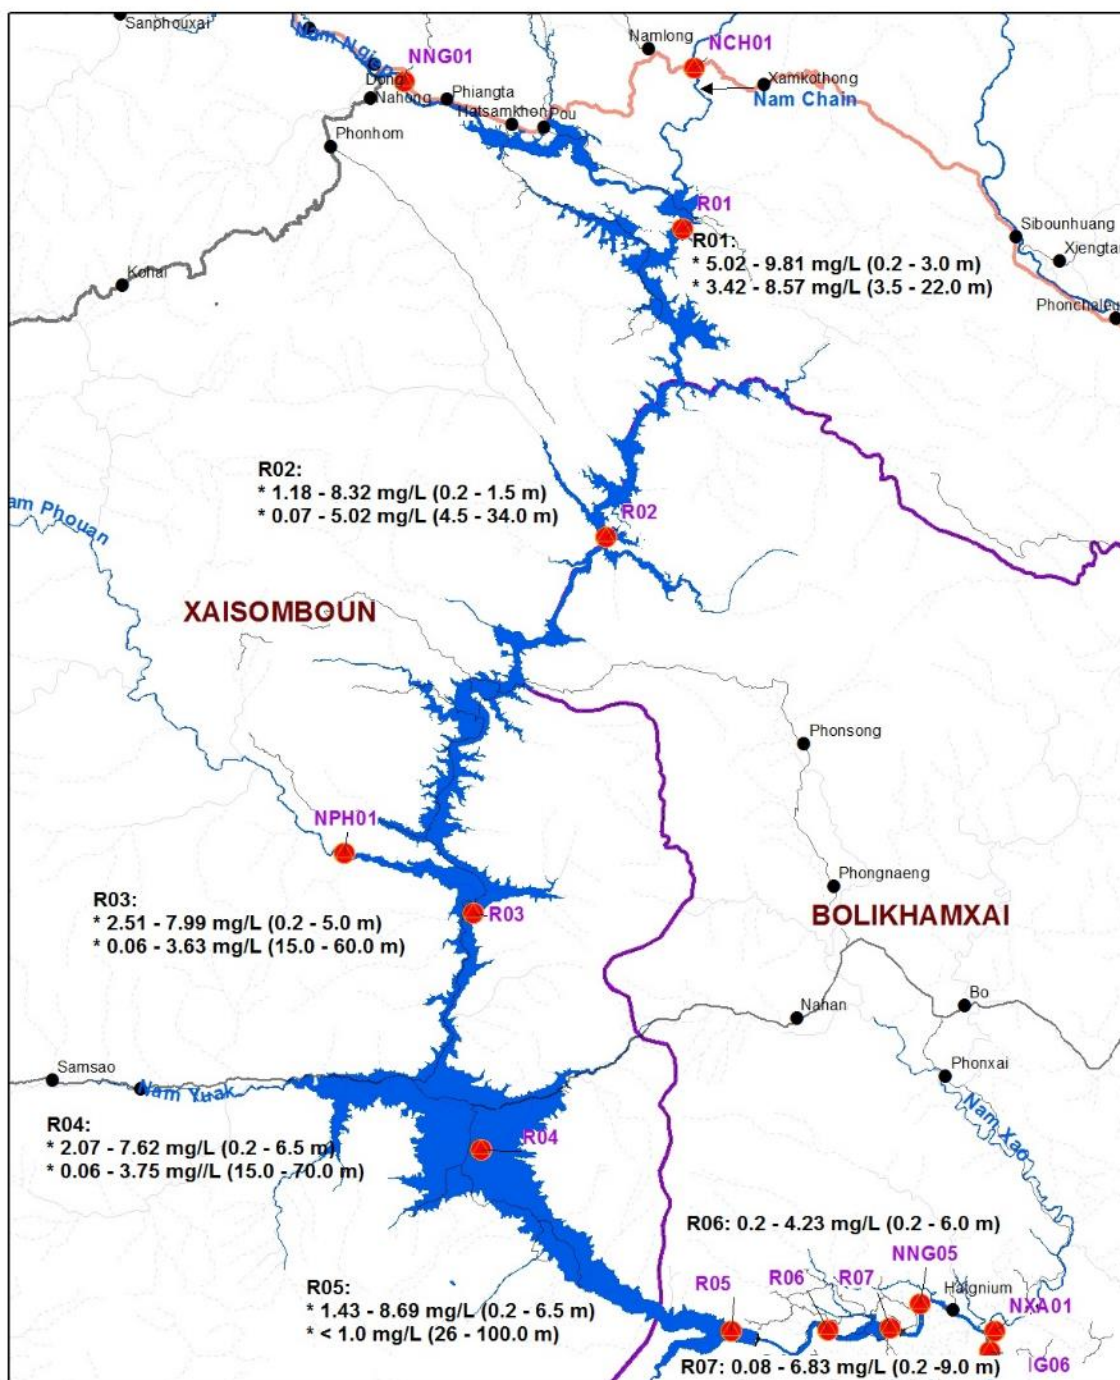 Sanphouxai
Nam Ngiep
NNG01
Namlong
NCH01
Dong
Nahong
Phiangta
Hatsamkhon
Pou
Xamkothong
Nam Chain
Phonhom
R01
R01:
* 5.02 - 9.81 mg/L (0.2 - 3.0 m)
* 3.42 - 8.57 mg/L (3.5 - 22.0 m)
Sibounhuang
Xiengtai
Kohai
R02:
* 1.18 - 8.32 mg/L (0.2 - 1.5 m)
* 0.07 - 5.02 mg/L (4.5 - 34.0 m)
R02
am Phouan
XAISOMBOUN
Phonsong
NPH01
Phongnaeng
R03:
* 2.51 - 7.99 mg/L (0.2 - 5.0 m)
* 0.06 - 3.63 mg/L (15.0 - 60.0 m)
R03
BOLIKHAMXAI
Nahan
Bo
Samsao
Nam Yuak
Phonxai
Nam Xao
R04:
* 2.07 - 7.62 mg/L (0.2 - 6.5 m)
* 0.06 - 3.75 mg//L (15.0 - 70.0 m)
R04
R06: 0.2 - 4.23 mg/L (0.2 - 6.0 m)
NNG05
R05:
* 1.43 - 8.69 mg/L (0.2 - 6.5 m)
* < 1.0 mg/L (26 - 100.0 m)
R05
R06
R07
Hatgnium
NXA01
R07: 0.08 - 6.83 mg/L (0.2 -9.0 m)
IG06